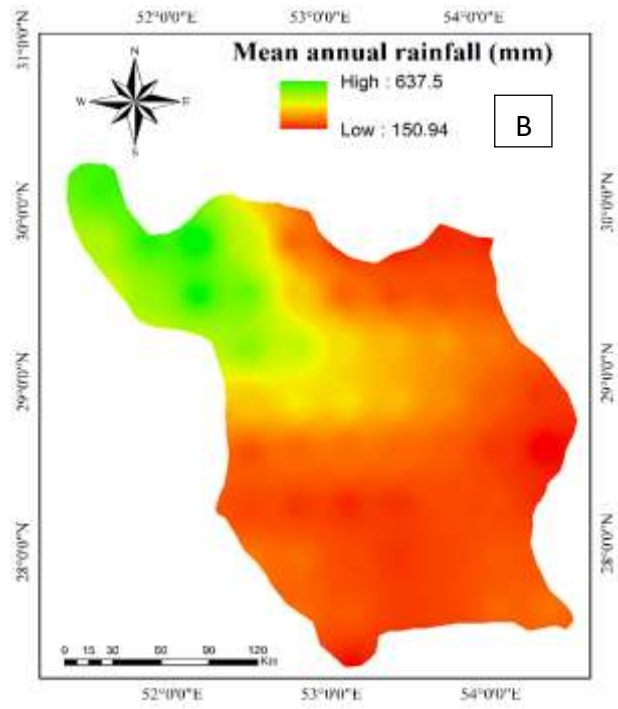 52°0'0"E 53°0'0"E 54°0'0"E
31°0'0"N
Mean annual rainfall (mm)
High : 637.5
Low : 150.94
B
N
W E
S
30°0'0"N 30°0'0"N
29°0'0"N 29°0'0"N
28°0'0"N 28°0'0"N
0 15 30 60 90 120
Km
52°0'0"E 53°0'0"E 54°0'0"E